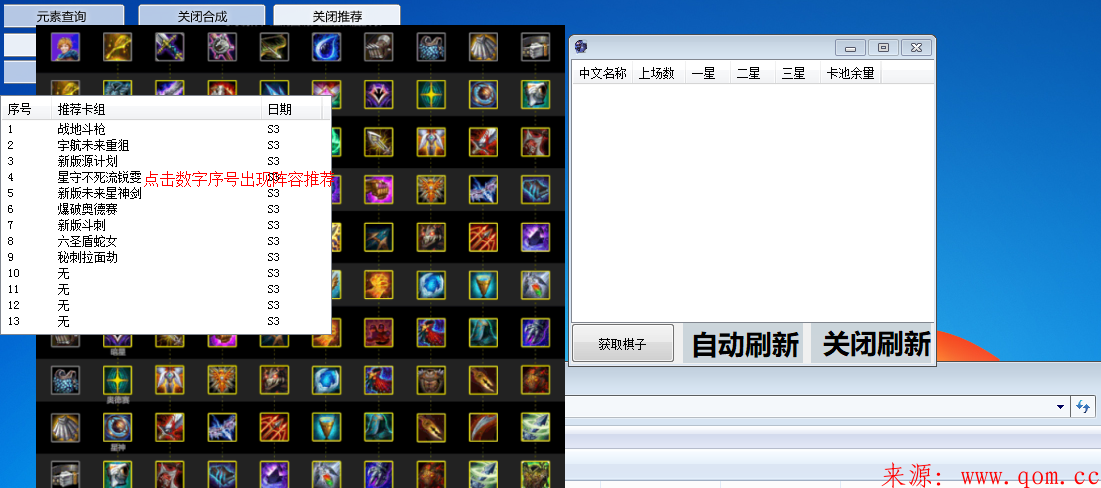 元素查询 关闭合成 关闭推荐
中文名称 上场数 一星 二星 三星 卡池余量
序号 推荐卡组 日期
1 战地斗枪 S3
2 宇航未来重狙 S3
3 新版源计划 S3
4 星守不死流锐雯 S3
点击数字序号出现阵容推荐
5 新版未来星神剑 S3
6 爆破奥德赛 S3
7 新版斗刺 S3
8 六圣盾蛇女 S3
9 秘刺拉面劫 S3
10 无 S3
11 无 S3
12 无 S3
13 无 S3
获取棋子 自动刷新 关闭刷新
暗星
奥德赛
星神
来源: www.qom.cc